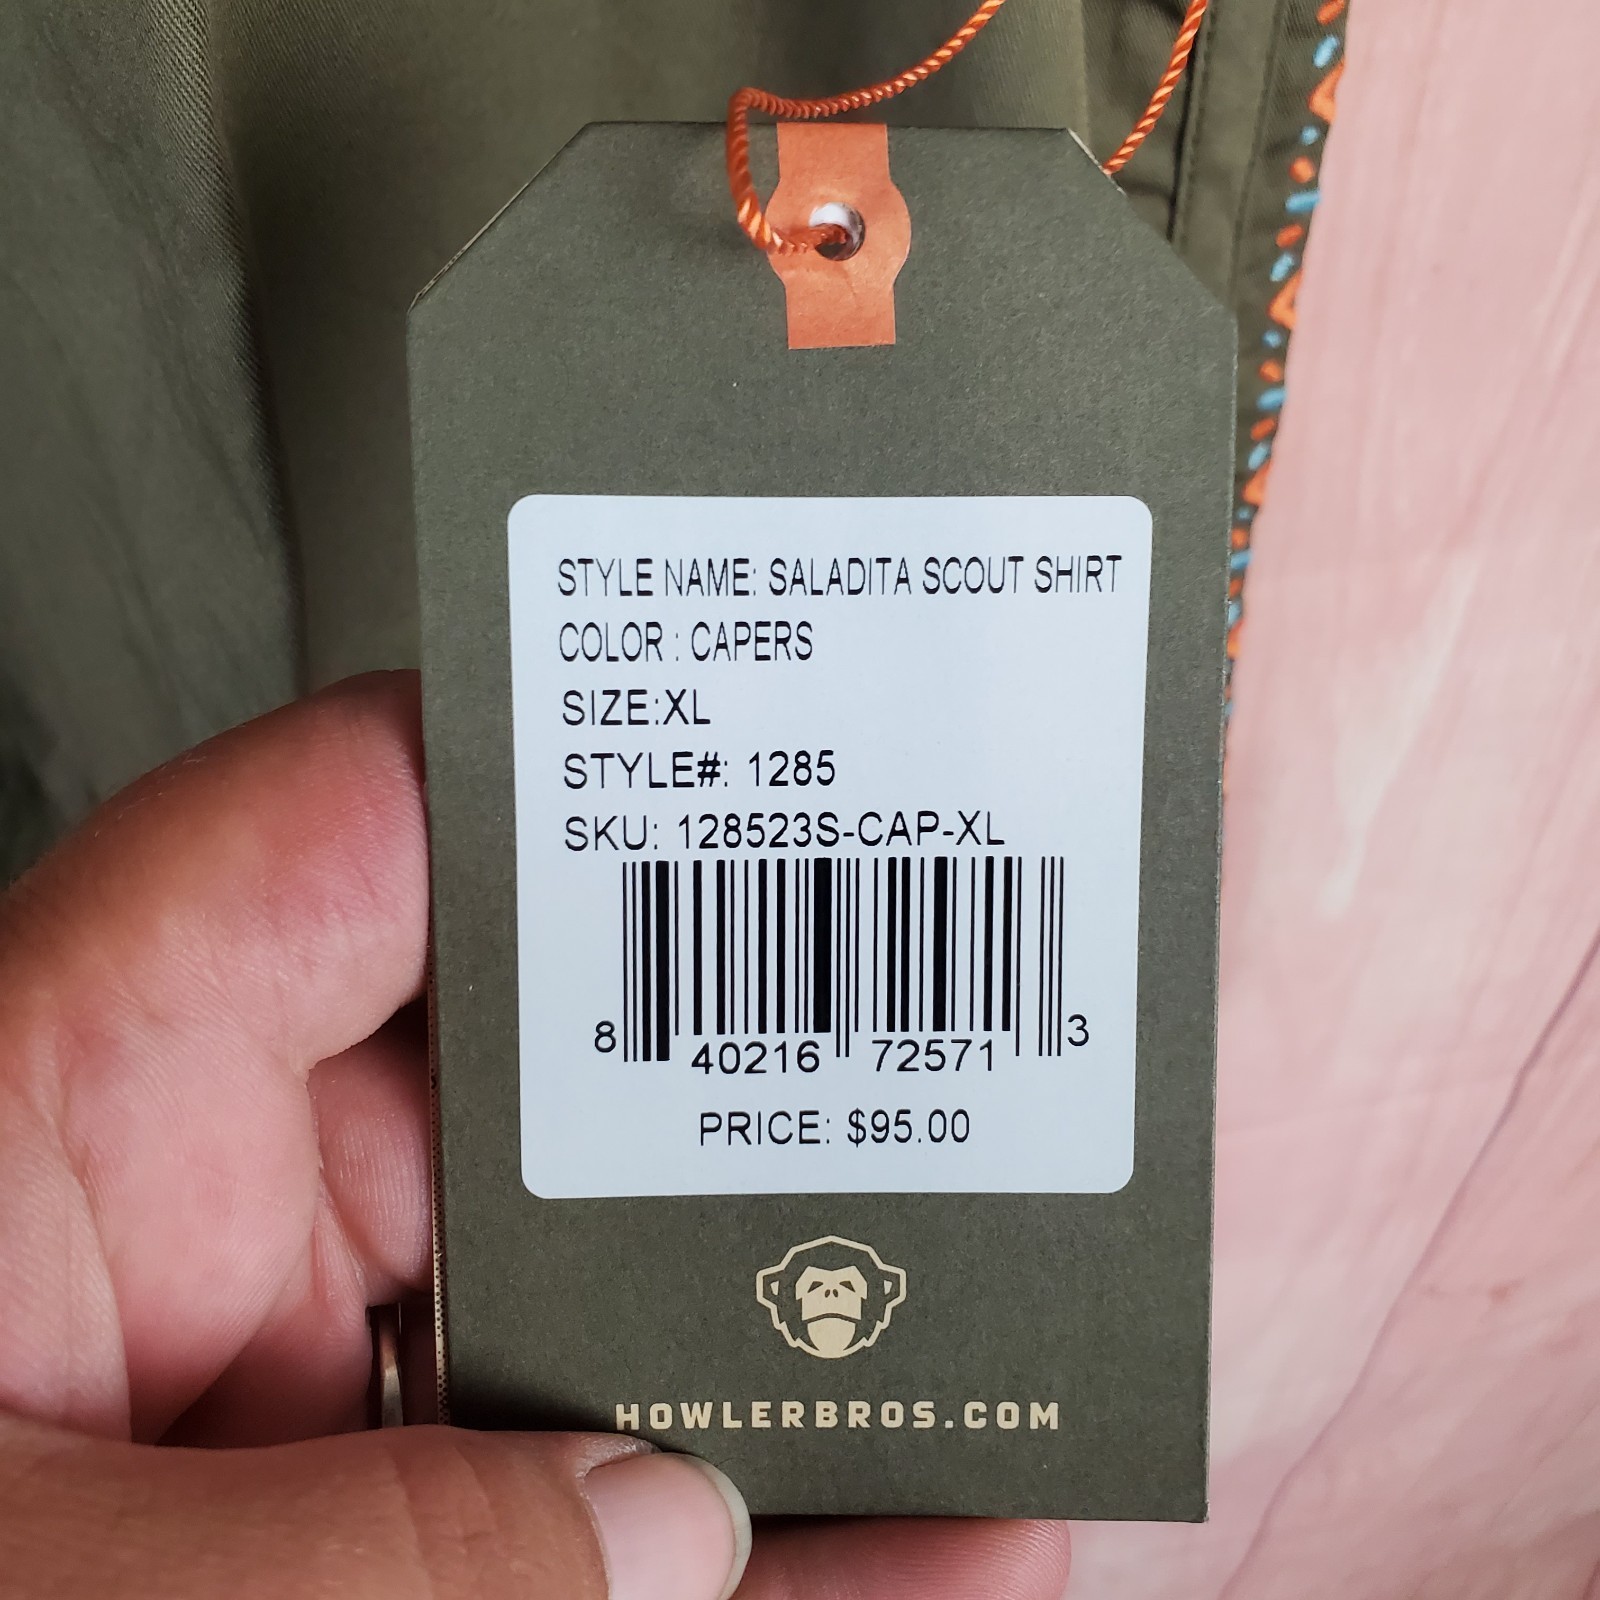 STYLE NAME: SALADITA SCOUT SHIRT
COLOR : CAPERS
SIZE:XL
STYLE#: 1285
SKU: 128523S-CAP-XL
8 40216 72571 3
PRICE: $95.00
HOWLERBROS.COM